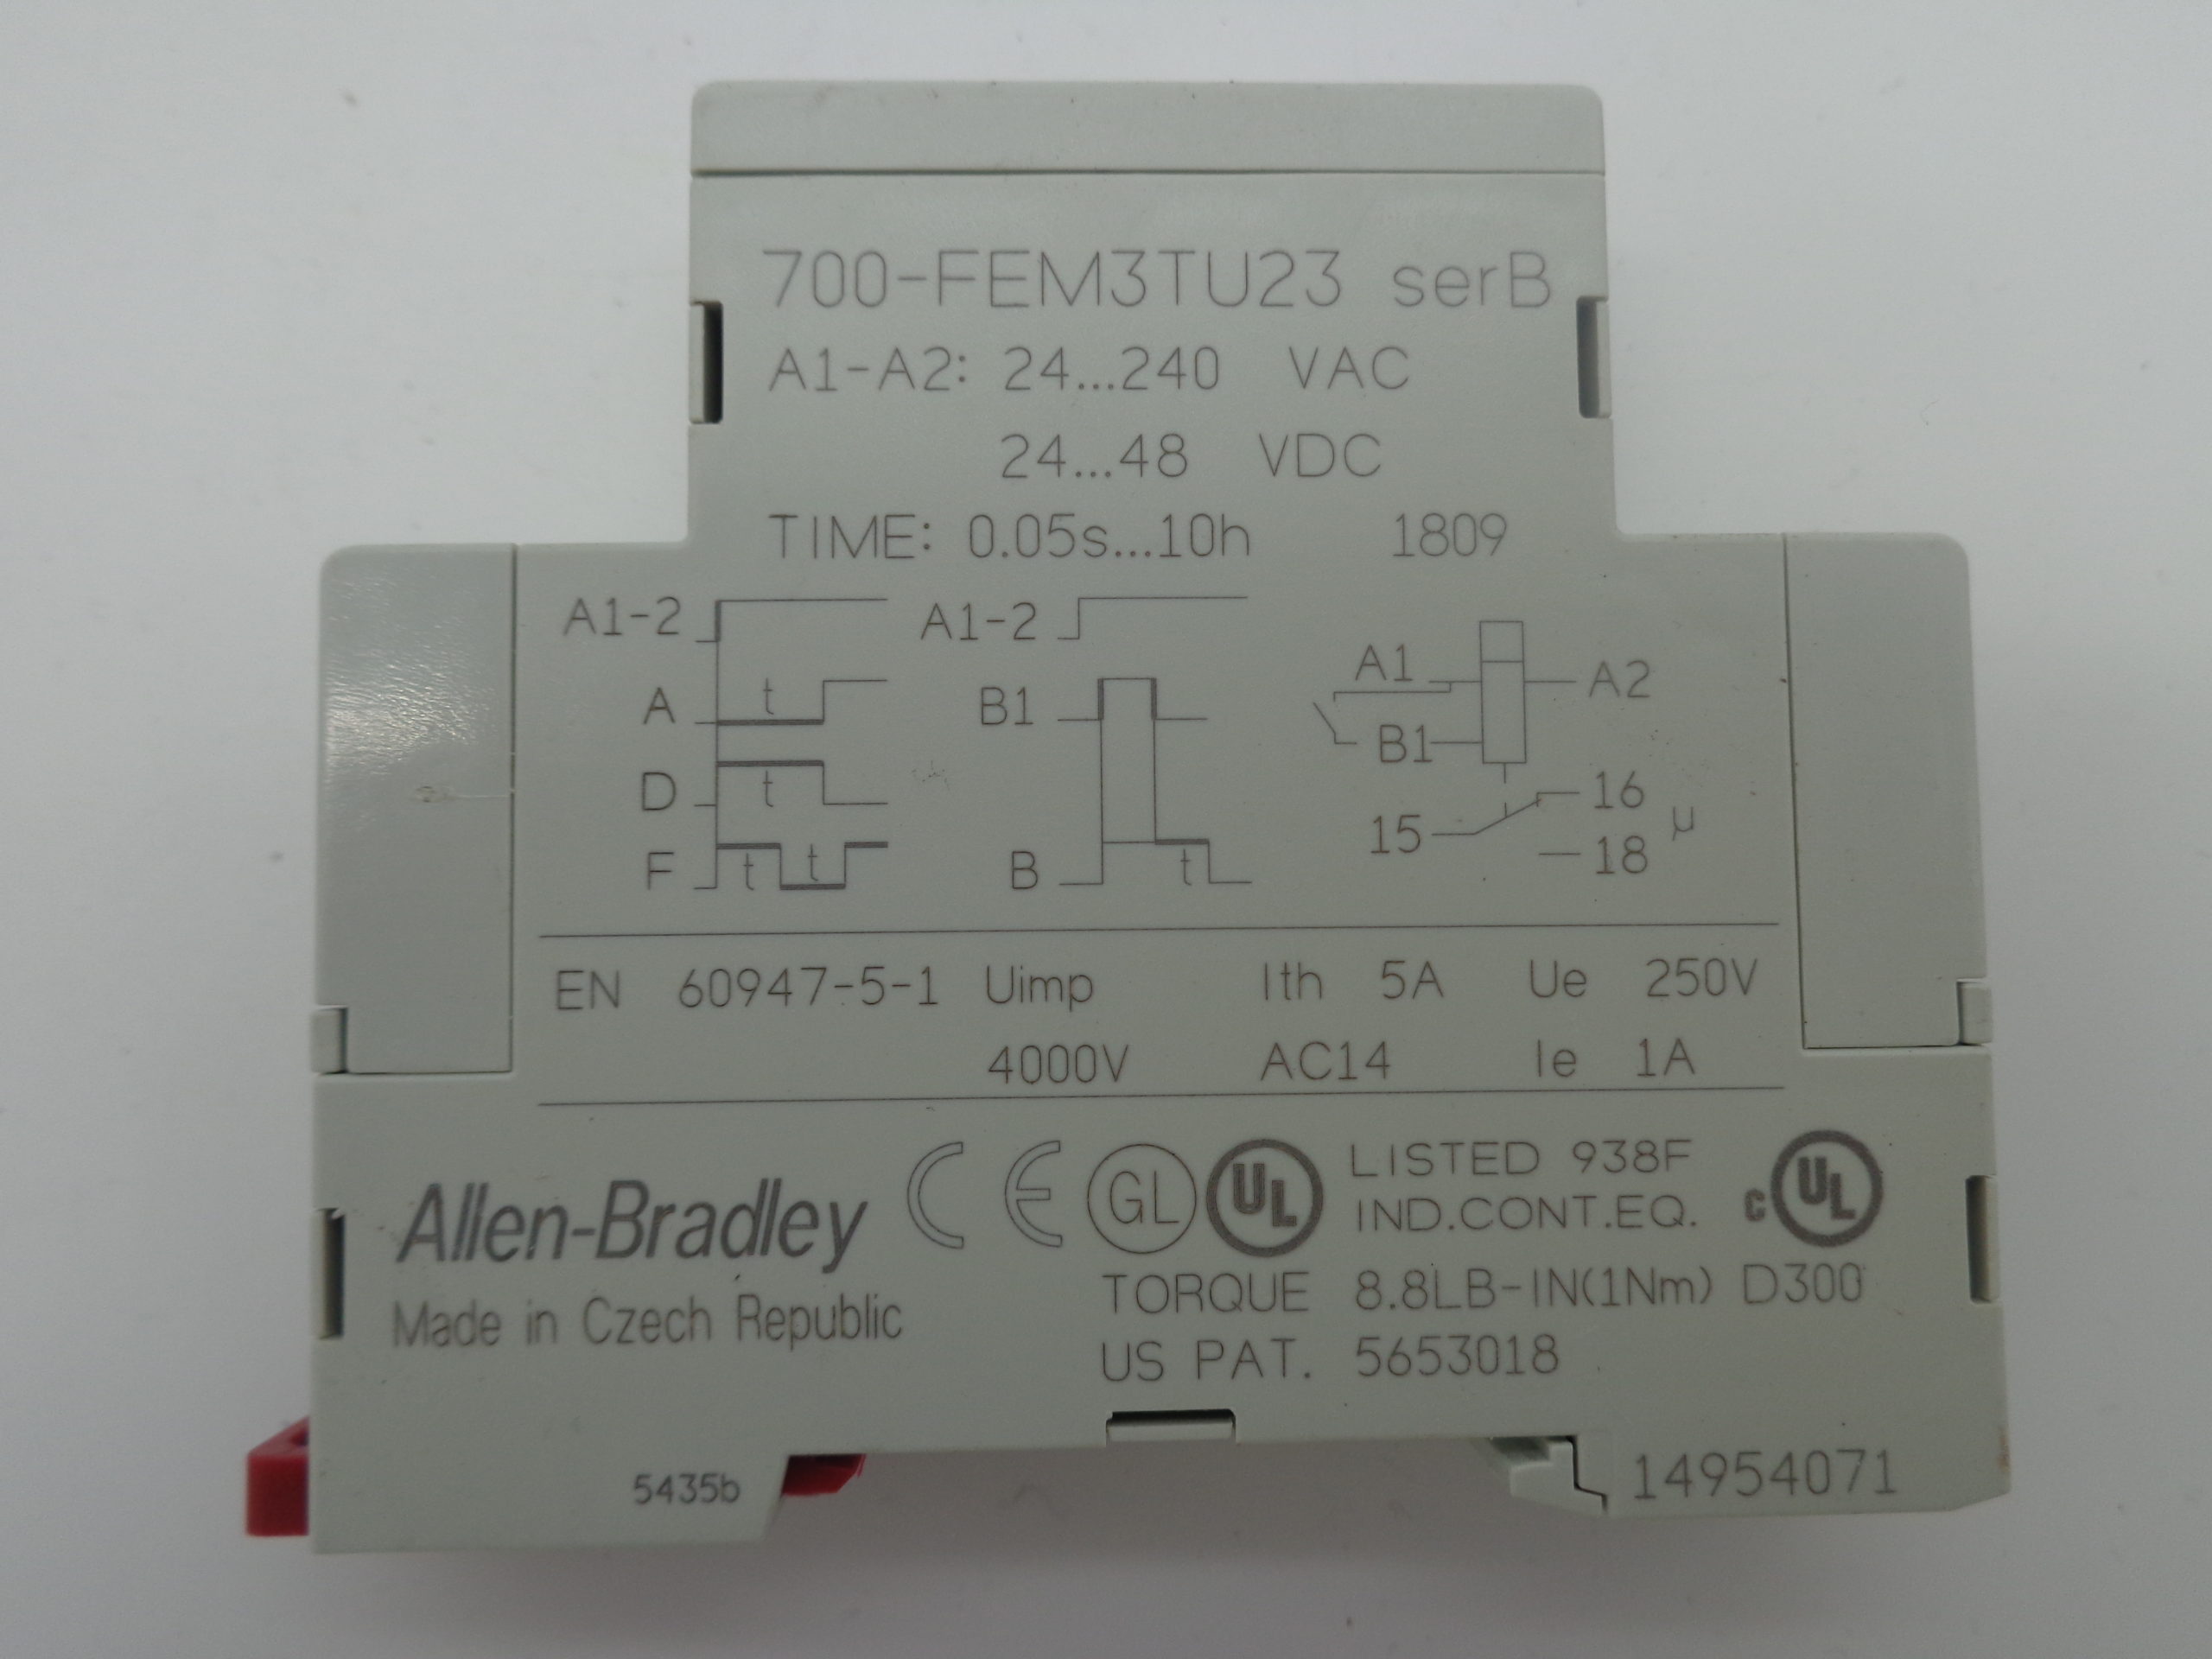 700-FEM3TU23 serB
A1-A2: 24...240 VAC
24...48 VDC
TIME: 0.05s...10h 1809
A1-2 A1-2
A1 A2
A t B1
B1
D t
16
15 µ
18
F t t B t
EN 60947-5-1 Uimp Ith 5A Ue 250V
4000V AC14 Ie 1A
Allen-Bradley CE GL UL LISTED 938F c UL
IND.CONT.EQ.
Made in Czech Republic TORQUE 8.8LB-IN(1Nm) D300
US PAT. 5653018
5435b 14954071